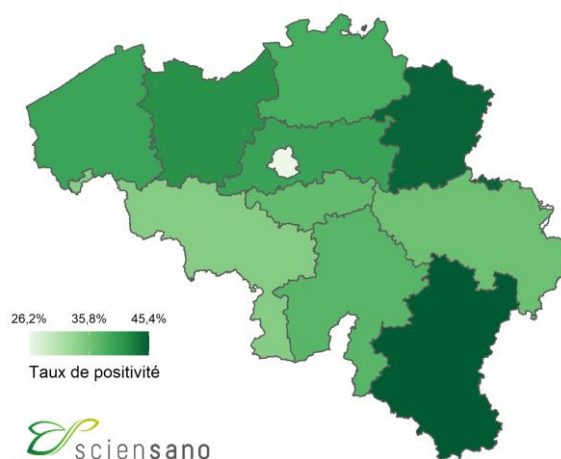 26,2% 35,8% 45,4%
Taux de positivité
sciensano